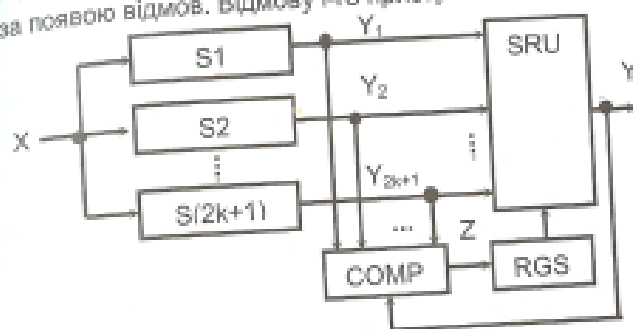 за появою відмов. Відмову
S1
Y₁
SRU
Y
S2
Y₂
X
Y₂ₖ₊₁
S(2k+1)
...
Z
COMP
RGS